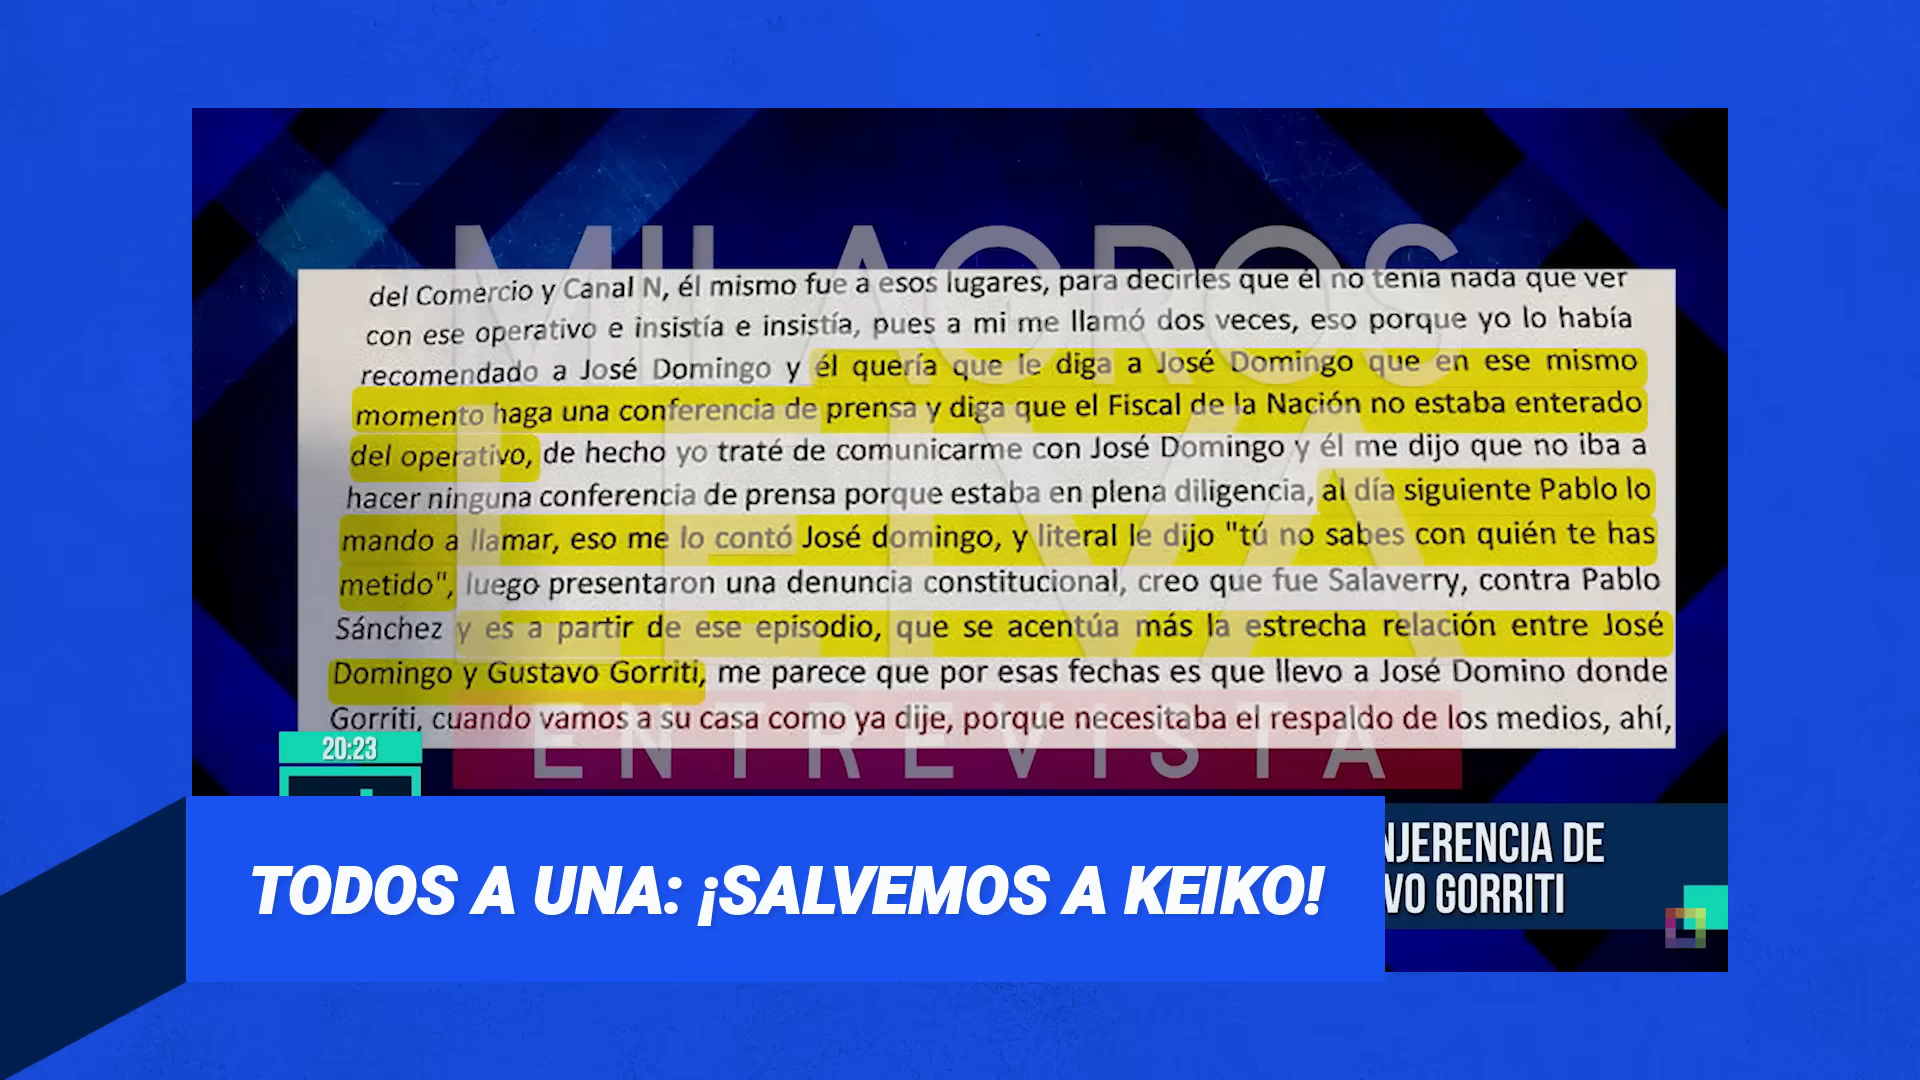 MILAGROS
LEIVA
ENTREVISTA
del Comercio y Canal N, él mismo fue a esos lugares, para decirles que él no tenía nada que ver
con ese operativo e insistía e insistía, pues a mi me llamó dos veces, eso porque yo lo había
recomendado a José Domingo y él quería que le diga a José Domingo que en ese mismo
momento haga una conferencia de prensa y diga que el Fiscal de la Nación no estaba enterado
del operativo, de hecho yo traté de comunicarme con José Domingo y él me dijo que no iba a
hacer ninguna conferencia de prensa porque estaba en plena diligencia, al día siguiente Pablo lo
mando a llamar, eso me lo contó José domingo, y literal le dijo "tú no sabes con quién te has
metido", luego presentaron una denuncia constitucional, creo que fue Salaverry, contra Pablo
Sánchez y es a partir de ese episodio, que se acentúa más la estrecha relación entre José
Domingo y Gustavo Gorriti, me parece que por esas fechas es que llevo a José Domino donde
Gorriti, cuando vamos a su casa como ya dije, porque necesitaba el respaldo de los medios, ahí,
20:23
NJERENCIA DE
VO GORRITI
TODOS A UNA: ¡SALVEMOS A KEIKO!